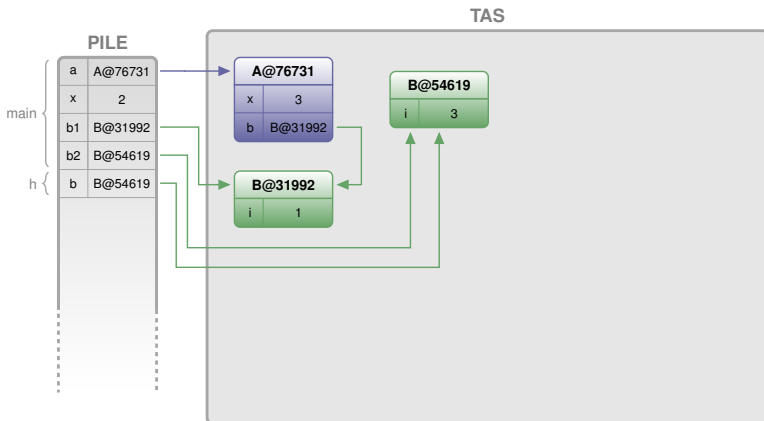 TAS
PILE
main
a A@76731
x 2
b1 B@31992
b2 B@54619
h
b B@54619
A@76731
x 3
b B@31992
B@54619
i 3
B@31992
i 1